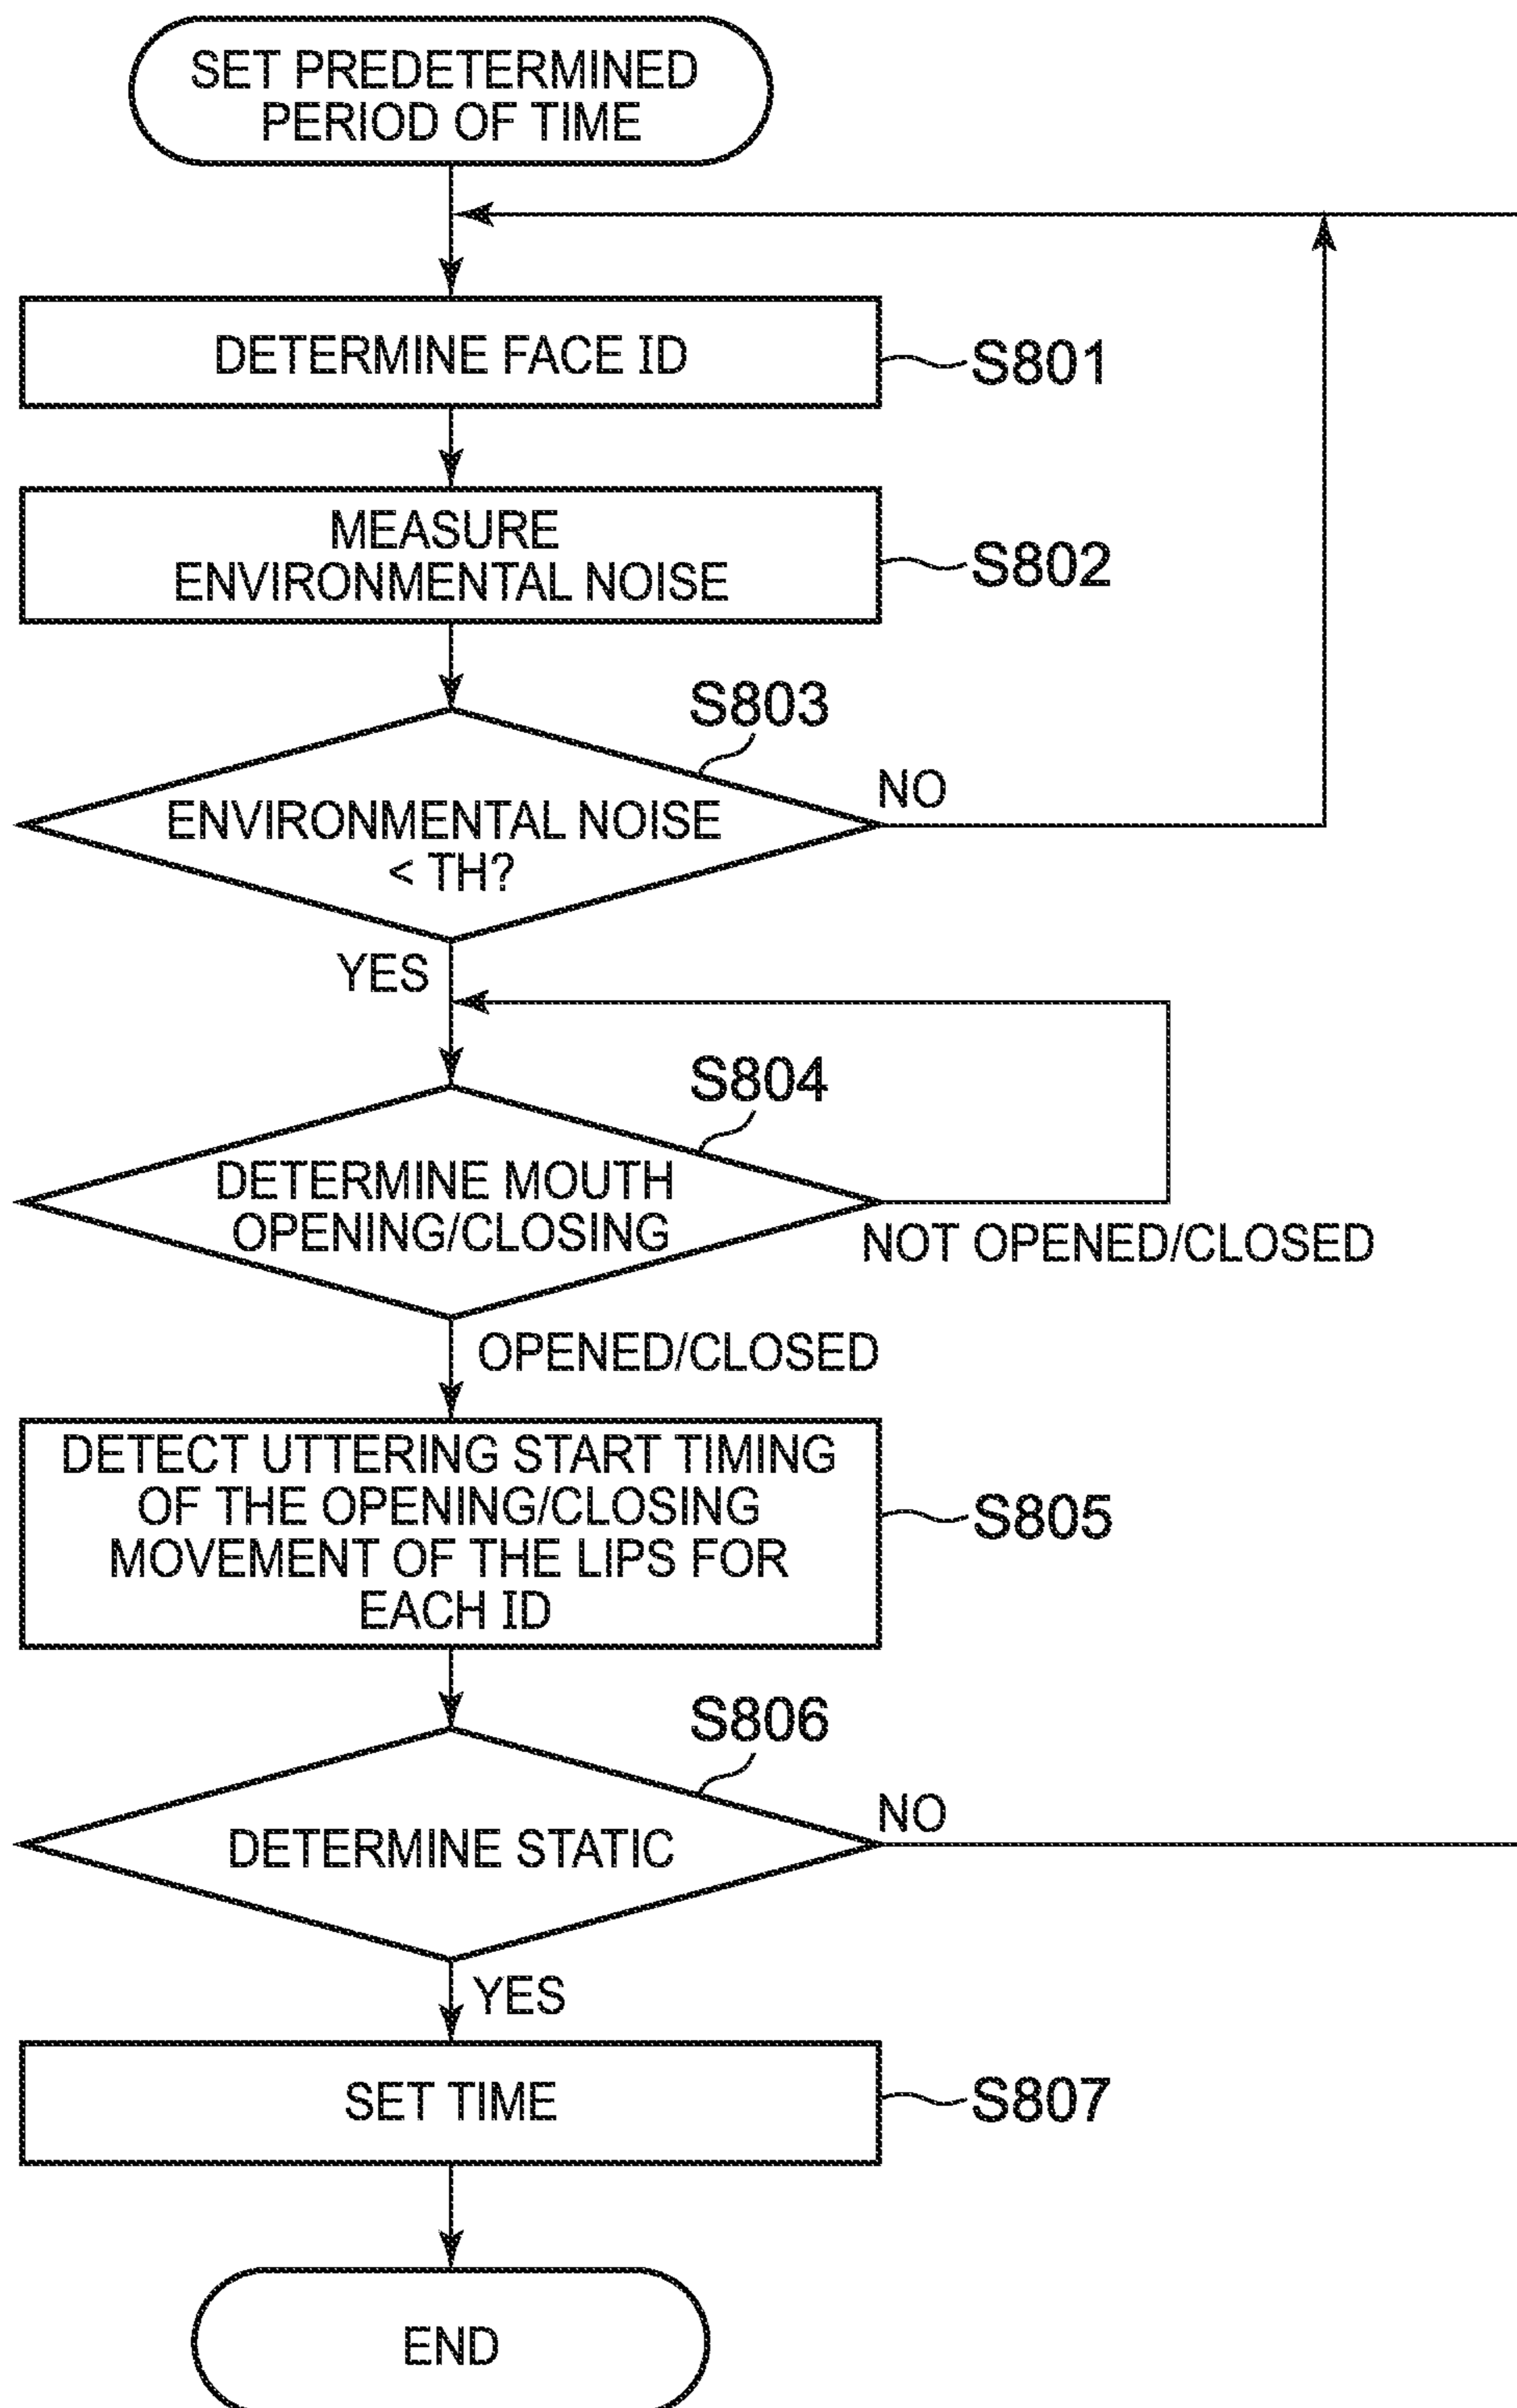 SET PREDETERMINED
PERIOD OF TIME
DETERMINE FACE ID
S801
MEASURE
ENVIRONMENTAL NOISE
S802
S803
ENVIRONMENTAL NOISE
< TH?
NO
YES
S804
DETERMINE MOUTH
OPENING/CLOSING
NOT OPENED/CLOSED
OPENED/CLOSED
DETECT UTTERING START TIMING
OF THE OPENING/CLOSING
MOVEMENT OF THE LIPS FOR
EACH ID
S805
S806
DETERMINE STATIC
NO
YES
SET TIME
S807
END